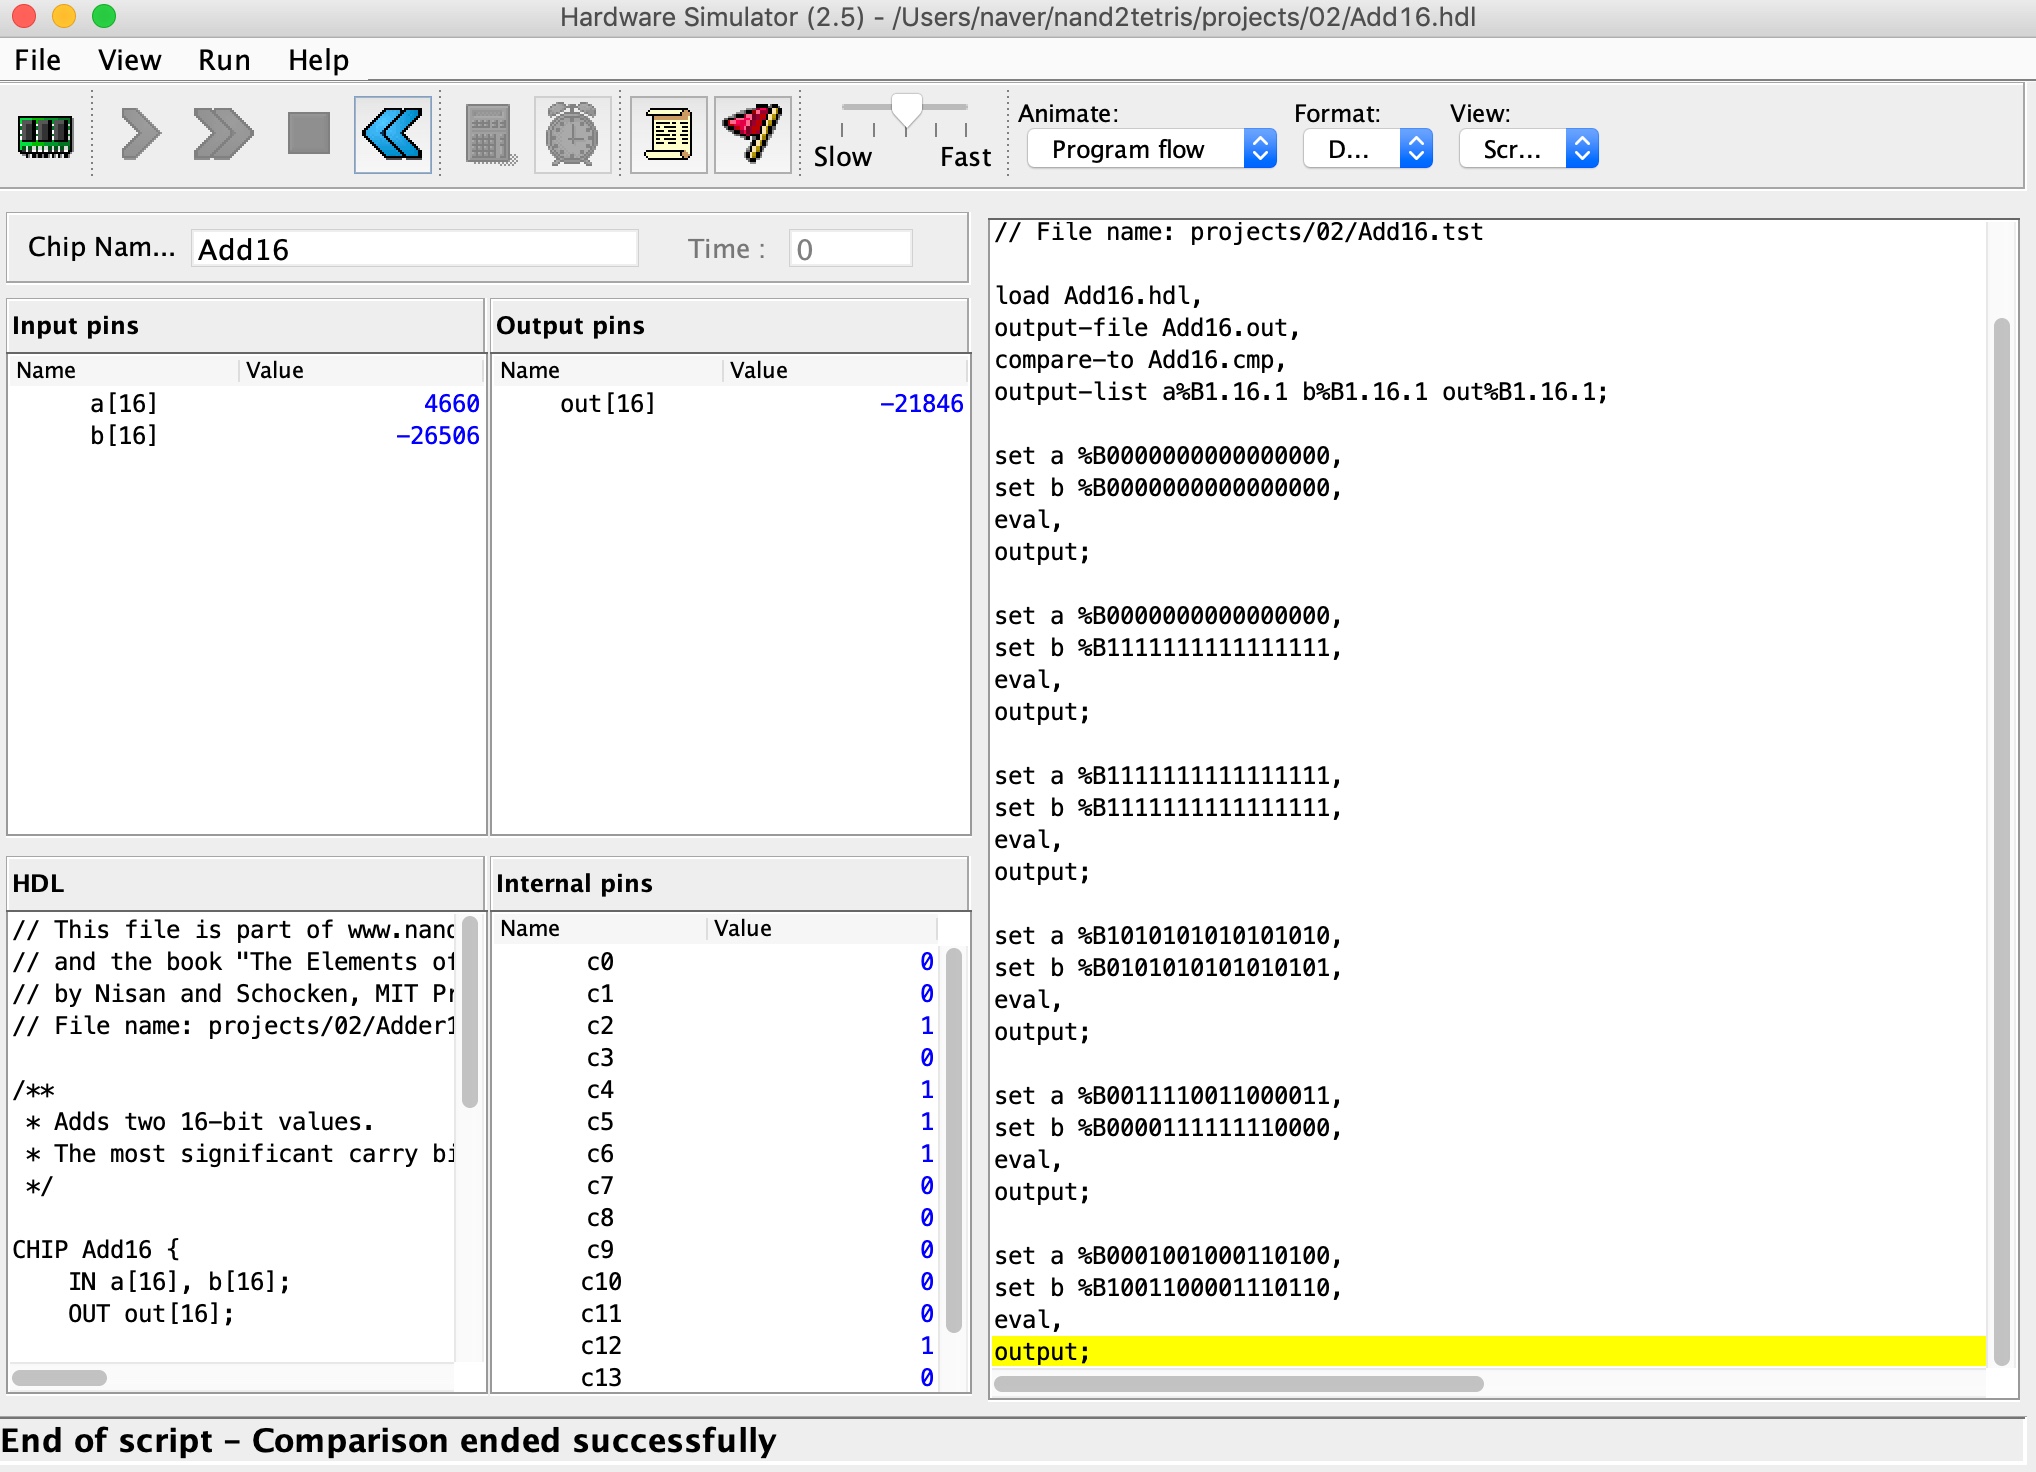 Hardware Simulator (2.5) - /Users/naver/nand2tetris/projects/02/Add16.hdl
File View Run Help
Slow Fast
Animate: Format: View:
Program flow D... Scr...
Chip Nam... Add16 Time : 0
Input pins
Name Value
a[16] 4660
b[16] -26506
Output pins
Name Value
out[16] -21846
HDL
// This file is part of www.nanc
// and the book "The Elements of
// by Nisan and Schocken, MIT Pr
// File name: projects/02/Adder1
/**
* Adds two 16-bit values.
* The most significant carry bi
*/
CHIP Add16 {
IN a[16], b[16];
OUT out[16];
Internal pins
Name Value
c0 0
c1 0
c2 1
c3 0
c4 1
c5 1
c6 1
c7 0
c8 0
c9 0
c10 0
c11 0
c12 1
c13 0
// File name: projects/02/Add16.tst
load Add16.hdl,
output-file Add16.out,
compare-to Add16.cmp,
output-list a%B1.16.1 b%B1.16.1 out%B1.16.1;
set a %B0000000000000000,
set b %B0000000000000000,
eval,
output;
set a %B0000000000000000,
set b %B1111111111111111,
eval,
output;
set a %B1111111111111111,
set b %B1111111111111111,
eval,
output;
set a %B1010101010101010,
set b %B0101010101010101,
eval,
output;
set a %B0011110011000011,
set b %B0000111111110000,
eval,
output;
set a %B0001001000110100,
set b %B1001100001110110,
eval,
output;
End of script - Comparison ended successfully